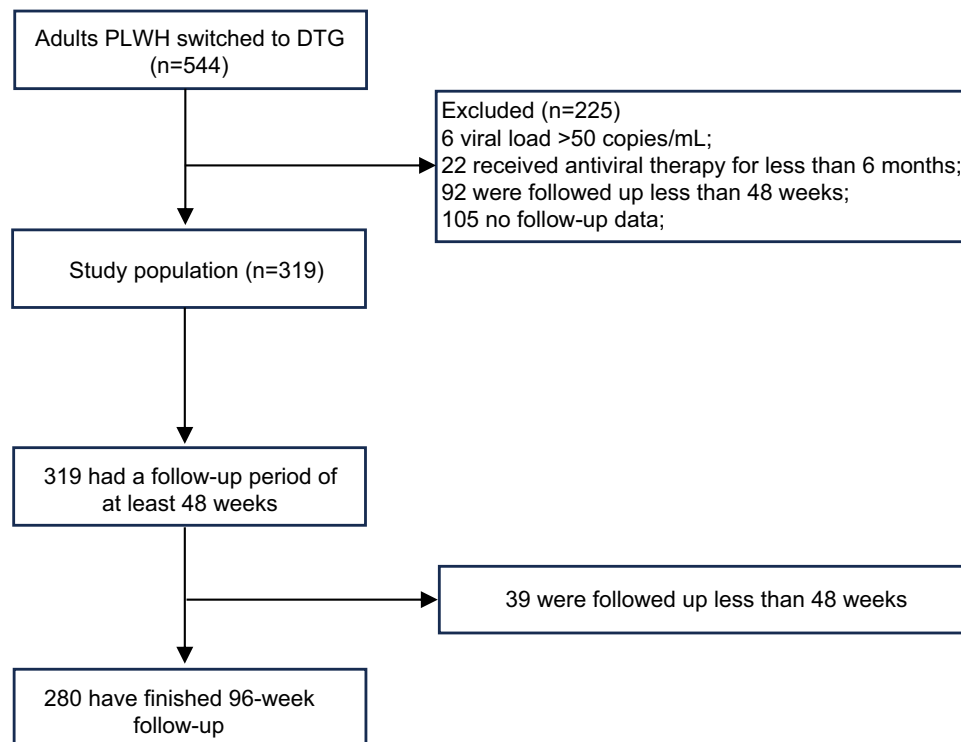 Adults PLWH switched to DTG
(n=544)
Excluded (n=225)
6 viral load >50 copies/mL;
22 received antiviral therapy for less than 6 months;
92 were followed up less than 48 weeks;
105 no follow-up data;
Study population (n=319)
319 had a follow-up period of
at least 48 weeks
39 were followed up less than 48 weeks
280 have finished 96-week
follow-up